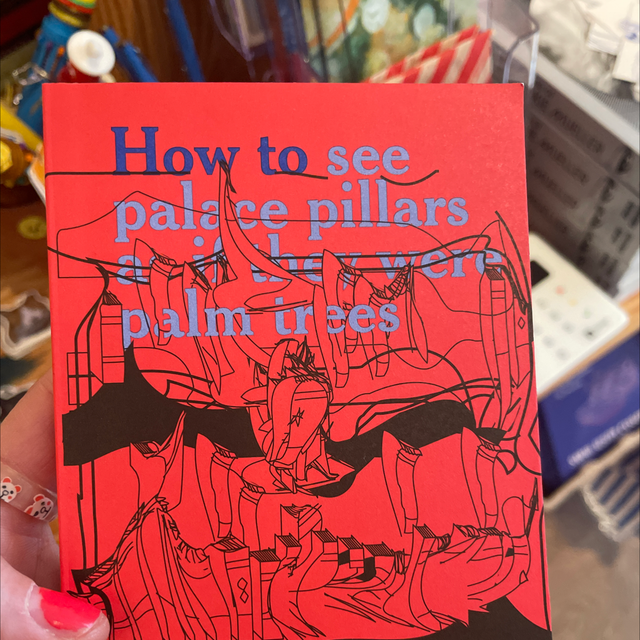 How to see
palace pillars
as if they were
palm trees